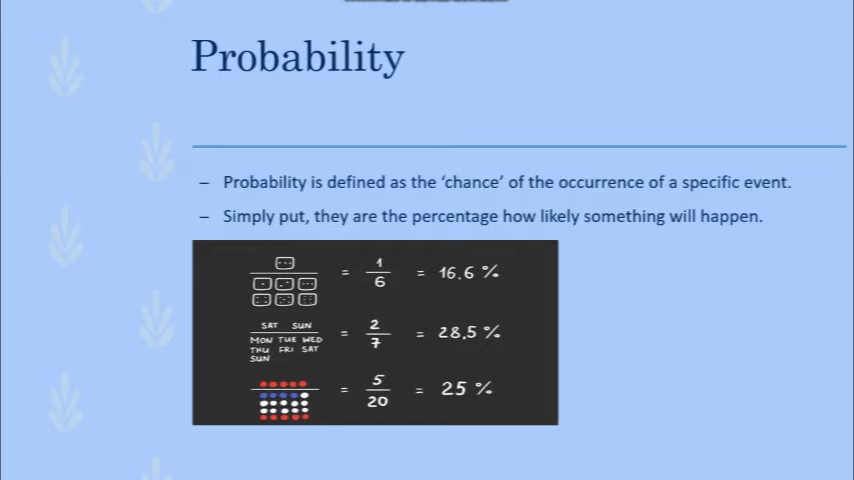 Probability
– Probability is defined as the ‘chance’ of the occurrence of a specific event.
– Simply put, they are the percentage how likely something will happen.
= 1/6 = 16.6 %
SAT SUN
MON TUE WED
THU FRI SAT
SUN
= 2/7 = 28,5 %
= 5/20 = 25 %